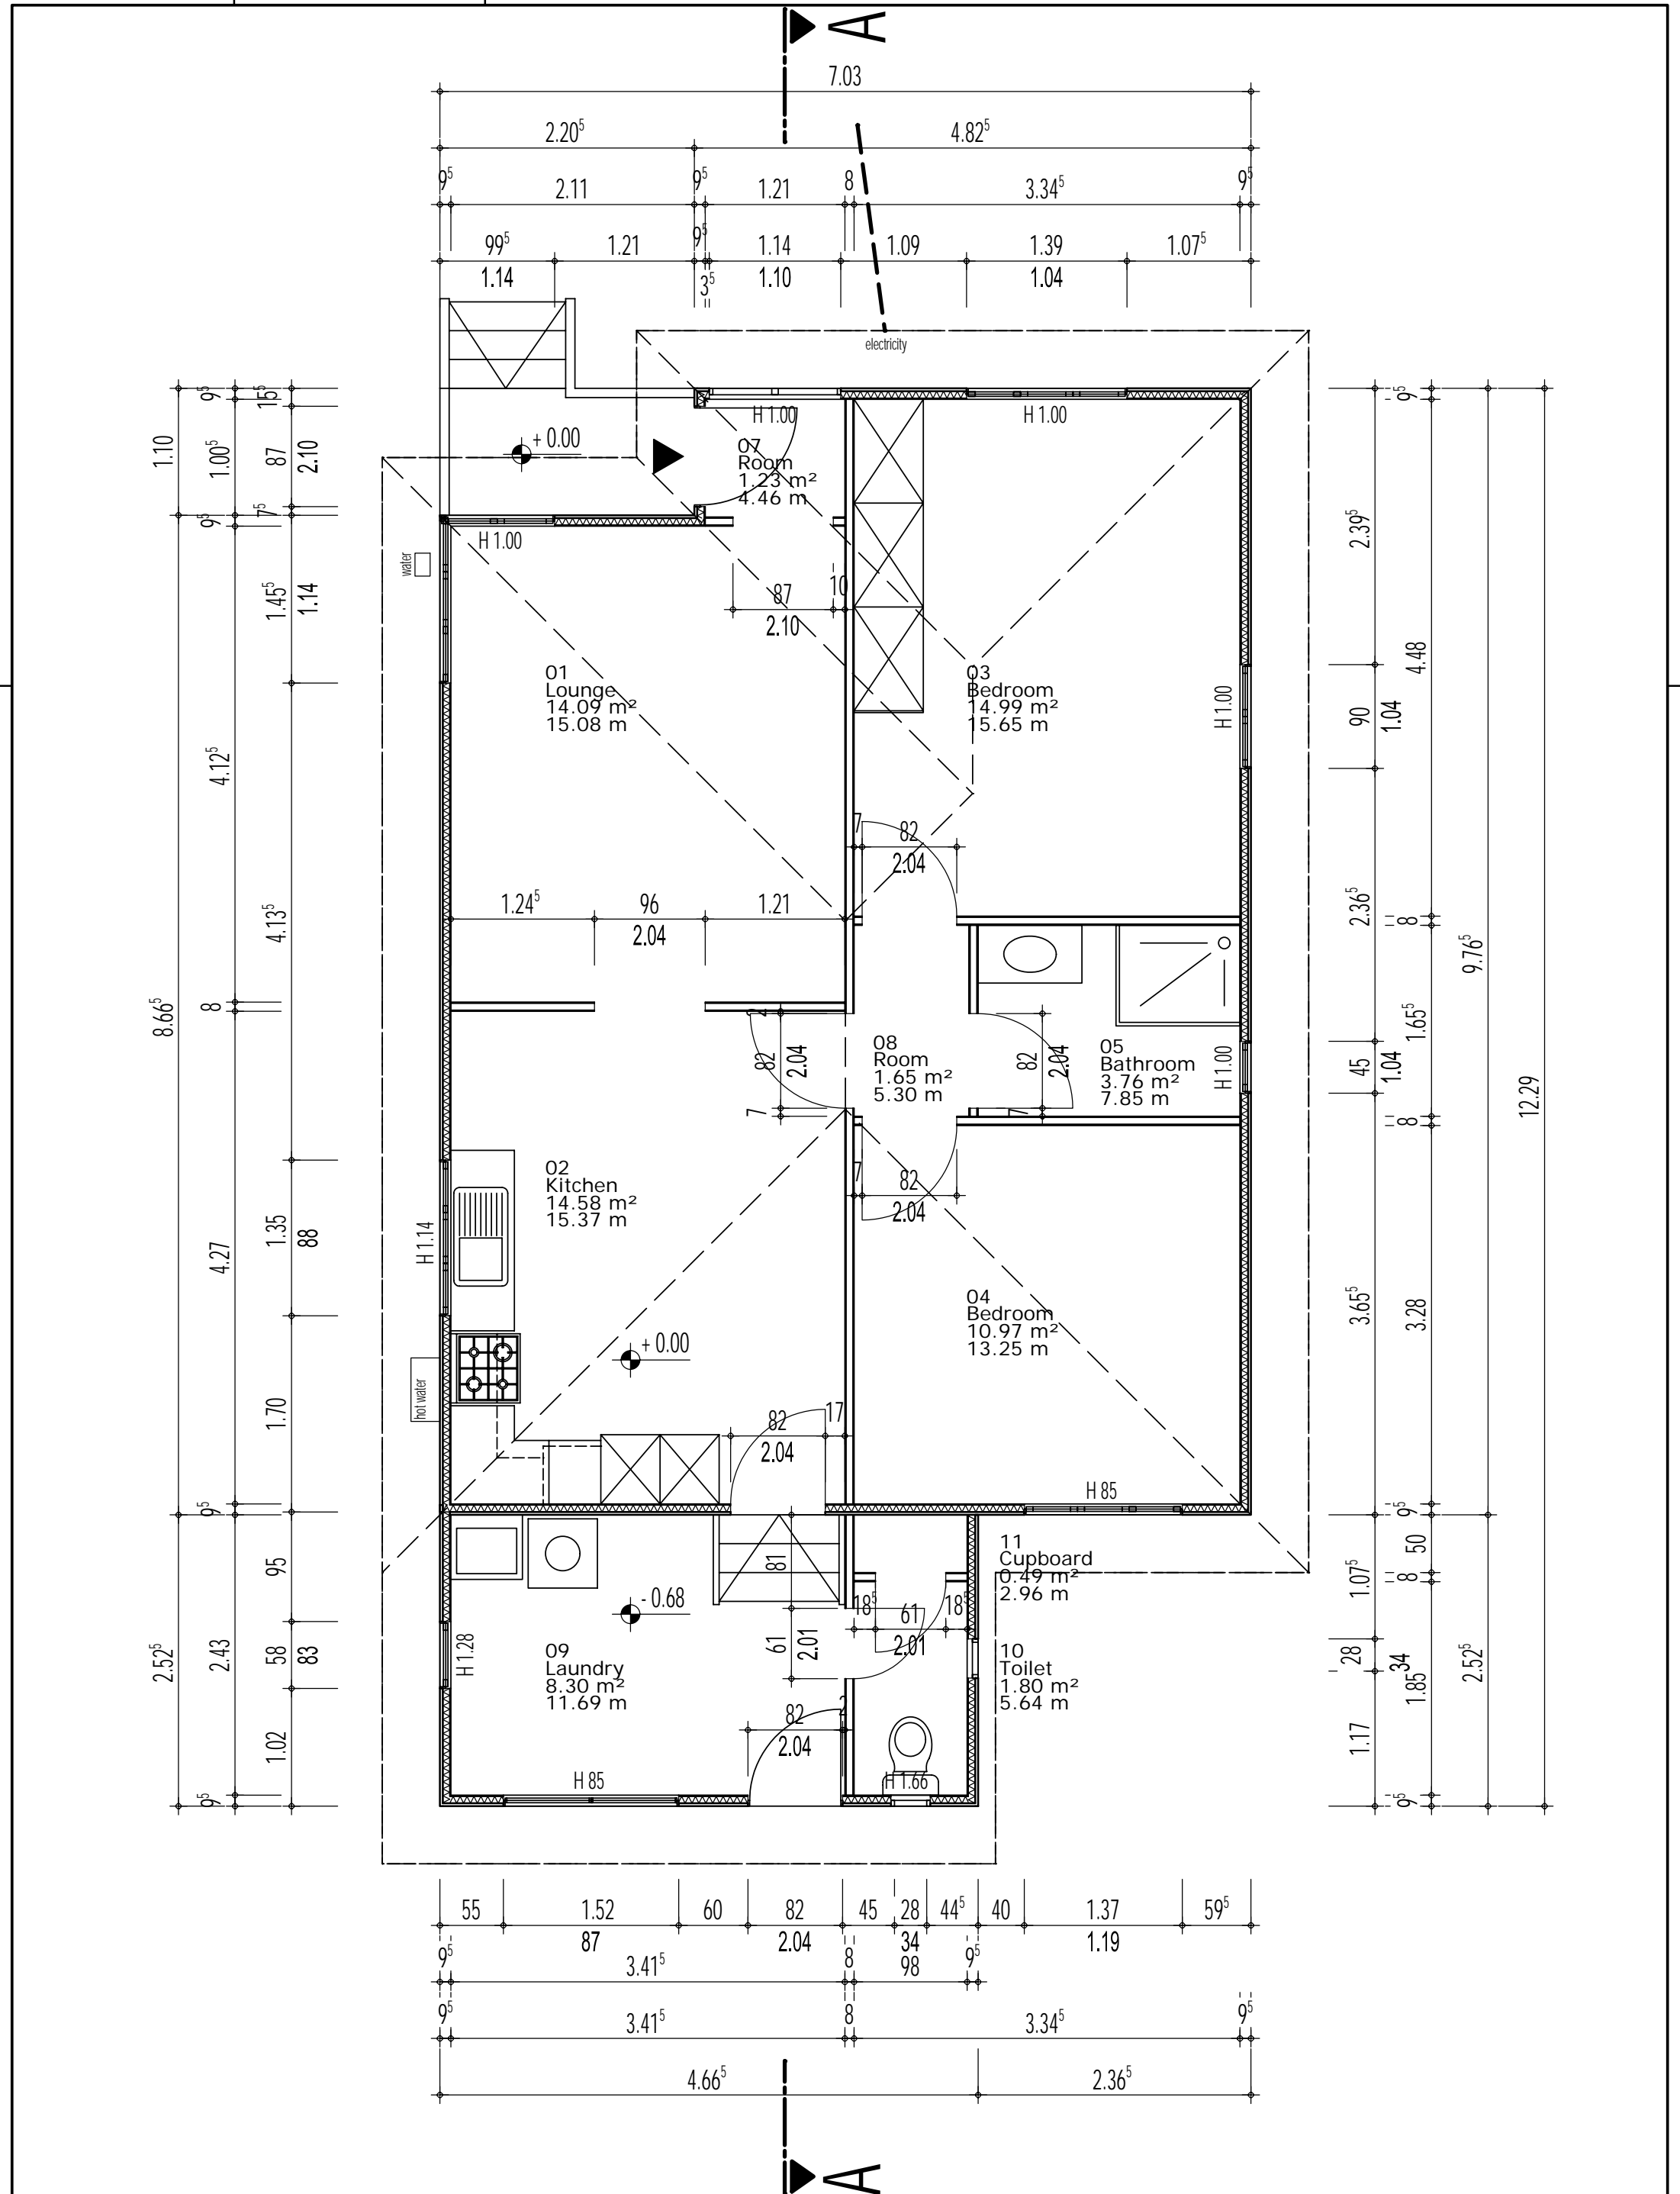 A
7.03
2.20⁵ 4.82⁵
9⁵ 2.11 9⁵ 1.21 8 3.34⁵ 9⁵
99⁵ 1.21 9⁵ 1.14 1.09 1.39 1.07⁵
1.14 3⁵ 1.10 1.04
electricity
H 1.00
H 1.00
+ 0.00
07
Room
1.23 m²
4.46 m
H 1.00
water
87 10
2.10
01
Lounge
14.09 m²
15.08 m
03
Bedroom
14.99 m²
15.65 m
H 1.00
7 82
2.04
1.24⁵ 96 1.21
2.04
2
82
2.04
7
08
Room
1.65 m²
5.30 m
82
2.04
7
05
Bathroom
3.76 m²
7.85 m
H 1.00
02
Kitchen
14.58 m²
15.37 m
H 1.14
7 82
2.04
04
Bedroom
10.97 m²
13.25 m
+ 0.00
hot water
82 17
2.04
H 85
11
Cupboard
0.49 m²
2.96 m
81
- 0.68
18⁵ 61 18⁵
2.01
61
2.01
H 1.28
09
Laundry
8.30 m²
11.69 m
10
Toilet
1.80 m²
5.64 m
82 2
2.04
H 85
H 1.66
1.10
8.66⁵
2.52⁵
9⁵
1.00⁵
9⁵
4.12⁵
8
4.27
9⁵
2.43
9⁵
15⁵
87
2.10
7⁵
1.45⁵
1.14
4.13⁵
1.35
88
1.70
95
58
83
1.02
2.39⁵
90
1.04
2.36⁵
45
1.04
3.65⁵
1.07⁵
28
34
1.17
9⁵
4.48
8
1.65⁵
8
3.28
9⁵
50
8
1.85
9⁵
9.76⁵
2.52⁵
12.29
55 1.52 60 82 45 28 44⁵ 40 1.37 59⁵
87 2.04 34 1.19
9⁵ 3.41⁵ 8 98 9⁵
9⁵ 3.41⁵ 8 3.34⁵ 9⁵
4.66⁵ 2.36⁵
A